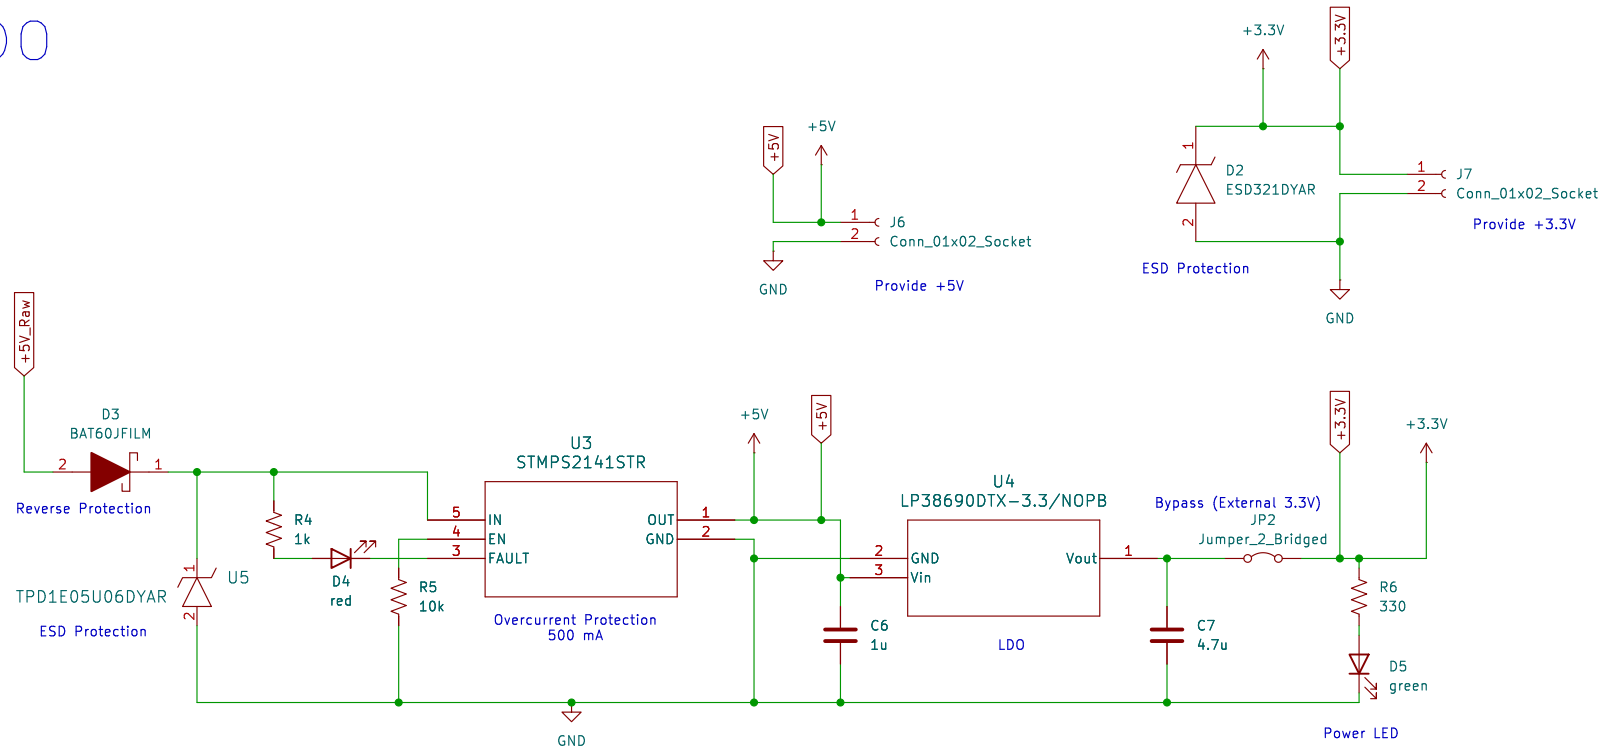 +3.3V
+3.3V
1
D2
ESD321DYAR
2
1
J7
2
Conn_01x02_Socket
Provide +3.3V
ESD Protection
GND
+5V
+5V
1
J6
2
Conn_01x02_Socket
GND
Provide +5V
+5V_Raw
D3
BAT60JFILM
2
1
Reverse Protection
R4
1k
D4
red
1
U5
TPD1E05U06DYAR
2
ESD Protection
R5
10k
U3
STMPS2141STR
5
IN
4
EN
3
FAULT
OUT
1
GND
2
Overcurrent Protection
500 mA
GND
+5V
+5V
U4
LP38690DTX-3.3/NOPB
2
GND
3
Vin
Vout
1
LDO
C6
1u
C7
4.7u
Bypass (External 3.3V)
JP2
Jumper_2_Bridged
+3.3V
+3.3V
R6
330
D5
green
Power LED